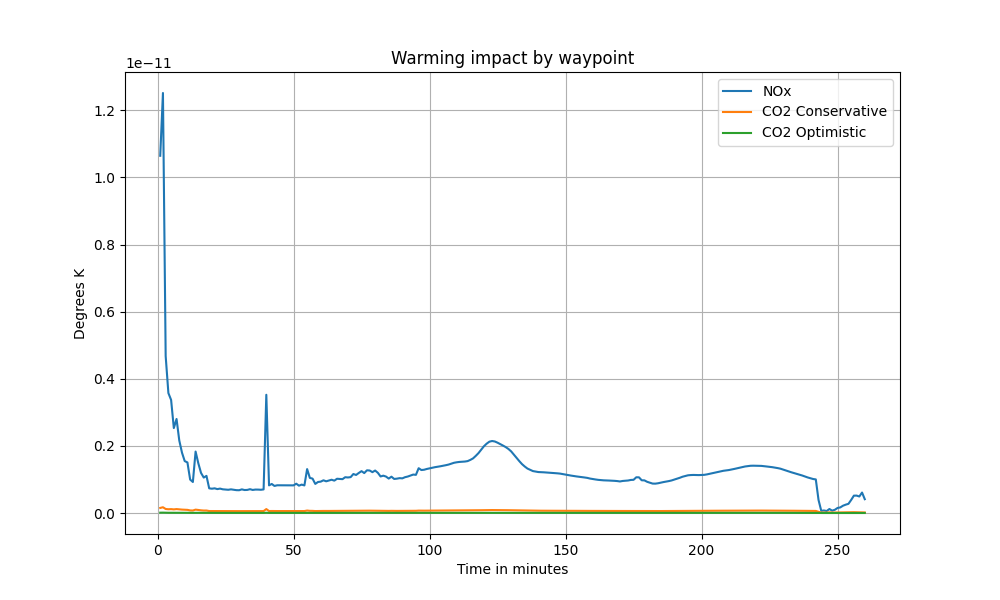 Warming impact by waypoint
1e−11
NOx
CO2 Conservative
CO2 Optimistic
1.2
1.0
0.8
0.6
0.4
0.2
0.0
Degrees K
0
50
100
150
200
250
Time in minutes